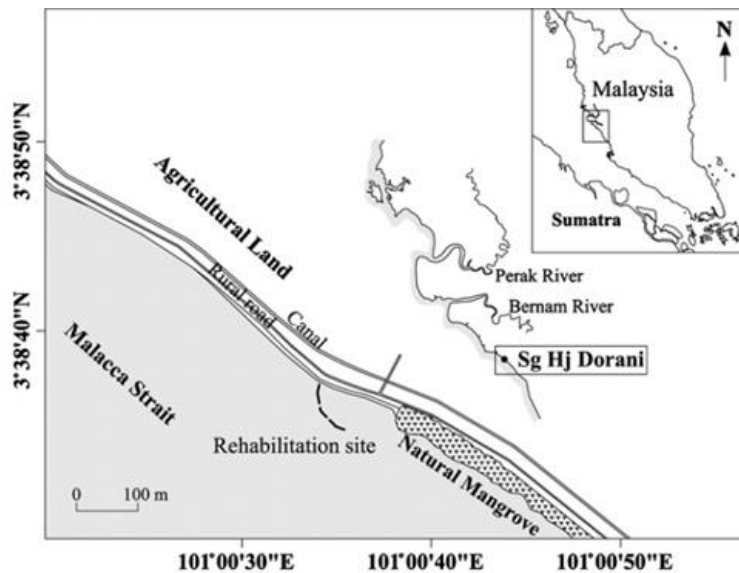 N
Malaysia
Sumatra
3°38'50"N
3°38'40"N
Agricultural Land
Rural road
Canal
Malacca Strait
Perak River
Bernam River
Sg Hj Dorani
Rehabilitation site
Natural Mangrove
0 100 m
101°00'30"E 101°00'40"E 101°00'50"E